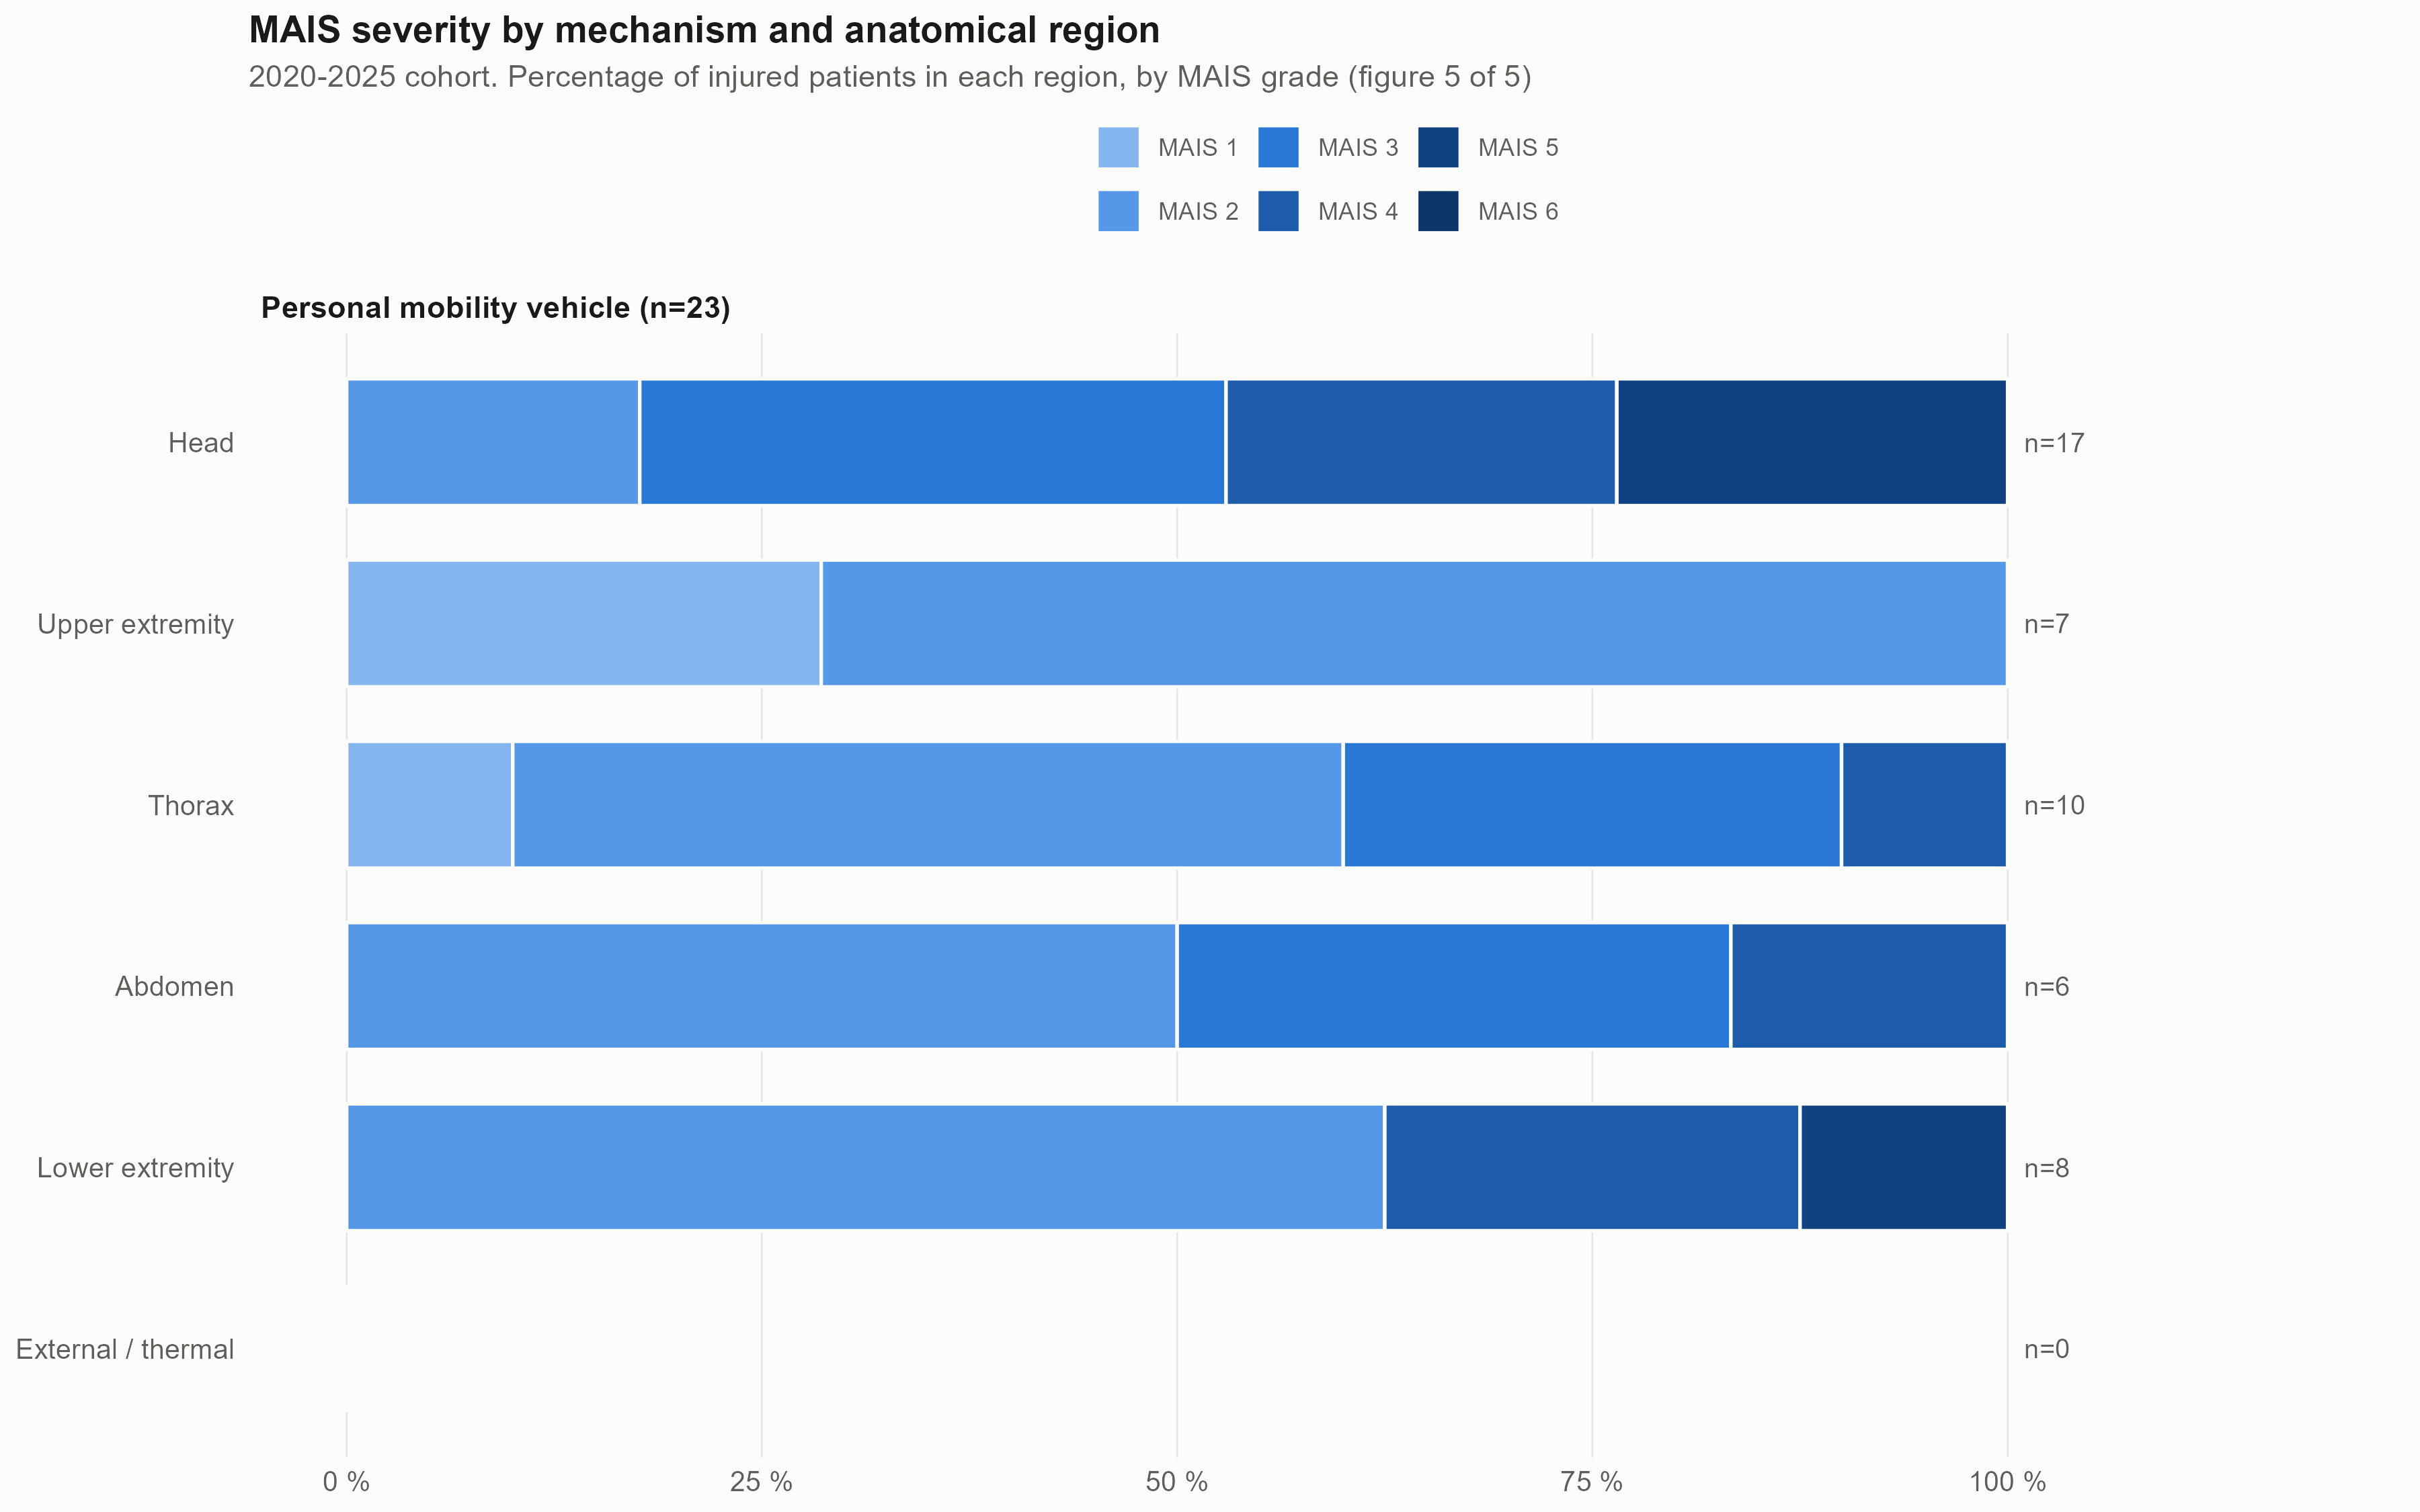 MAIS severity by mechanism and anatomical region
2020-2025 cohort. Percentage of injured patients in each region, by MAIS grade (figure 5 of 5)
MAIS 1 MAIS 3 MAIS 5
MAIS 2 MAIS 4 MAIS 6
Personal mobility vehicle (n=23)
Head n=17
Upper extremity n=7
Thorax n=10
Abdomen n=6
Lower extremity n=8
External / thermal n=0
0 % 25 % 50 % 75 % 100 %